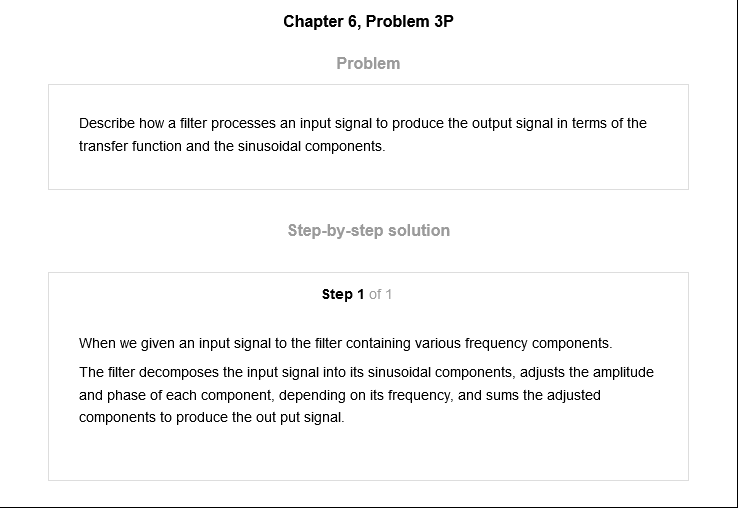 Chapter 6, Problem 3P
Problem
Describe how a filter processes an input signal to produce the output signal in terms of the
transfer function and the sinusoidal components.
Step-by-step solution
Step 1 of 1
When we given an input signal to the filter containing various frequency components.
The filter decomposes the input signal into its sinusoidal components, adjusts the amplitude
and phase of each component, depending on its frequency, and sums the adjusted
components to produce the out put signal.